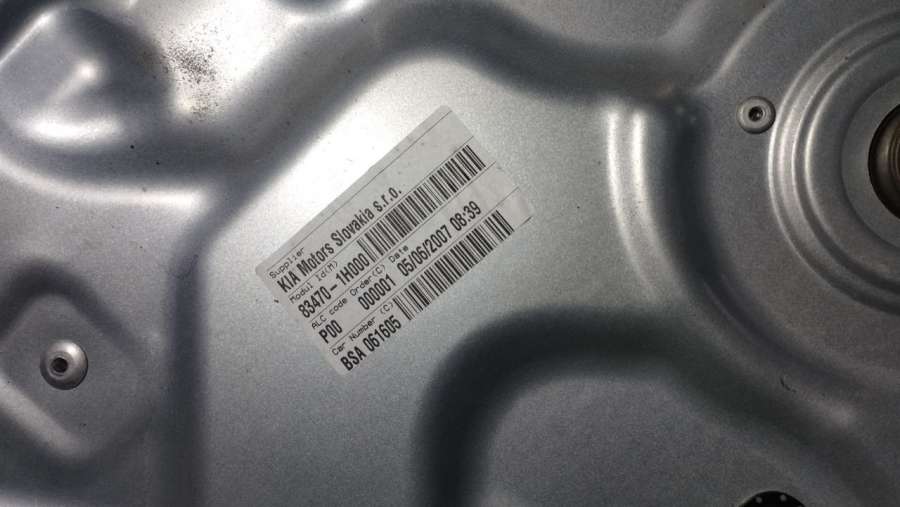 Supplier
KIA Motors Slovakia s.r.o.
Modul Id(M)
83470-1H000
ALC code Order(C) Date
P00 000001 05/06/2007 08:39
Car Number (C)
BSA 061605